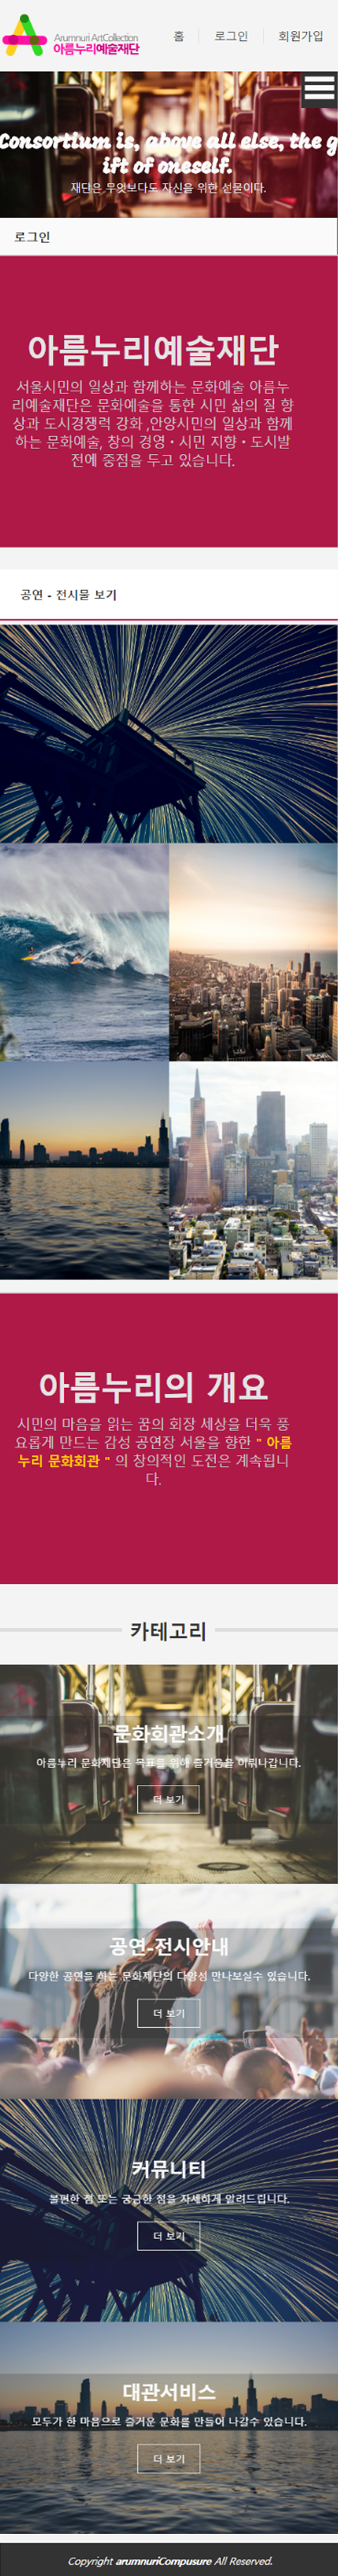 Arumnuri ArtCollection
아름누리예술재단
홈
로그인
회원가입
Consortium is, above all else, the g
ift of oneself.
재단은 무엇보다도 자신을 위한 선물이다.
로그인
아름누리예술재단
서울시민의 일상과 함께하는 문화예술 아름누
리예술재단은 문화예술을 통한 시민 삶의 질 향
상과 도시경쟁력 강화 ,안양시민의 일상과 함께
하는 문화예술, 창의 경영・시민 지향・도시발
전에 중점을 두고 있습니다.
공연 - 전시물 보기
아름누리의 개요
시민의 마음을 읽는 꿈의 회장 세상을 더욱 풍
요롭게 만드는 감성 공연장 서울을 향한 " 아름
누리 문화회관 " 의 창의적인 도전은 계속됩니
다.
카테고리
문화회관소개
아름누리 문화재단은 목표를 위해 즐거움을 이뤄나갑니다.
더 보기
공연-전시안내
다양한 공연을 하는 문화재단의 다양성 만나보실수 있습니다.
더 보기
커뮤니티
불편한 점 또는 궁금한 점을 자세하게 알려드립니다.
더 보기
대관서비스
모두가 한 마음으로 즐거운 문화를 만들어 나갈수 있습니다.
더 보기
Copyright arumnuriCompusure All Reserved.